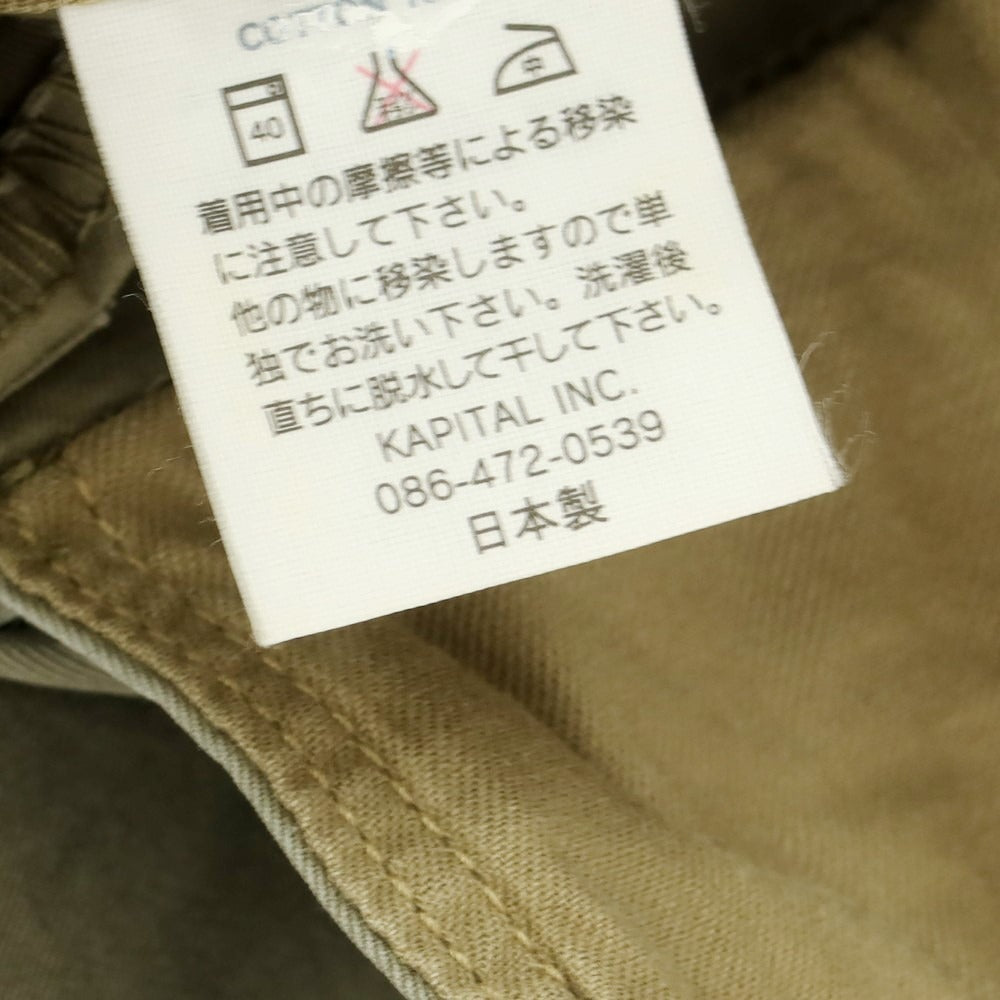 COTTON
40
中
着用中の摩擦等による移染
に注意して下さい。
他の物に移染しますので単
独でお洗い下さい。洗濯後
直ちに脱水して干して下さい。
KAPITAL INC.
086-472-0539
日本製